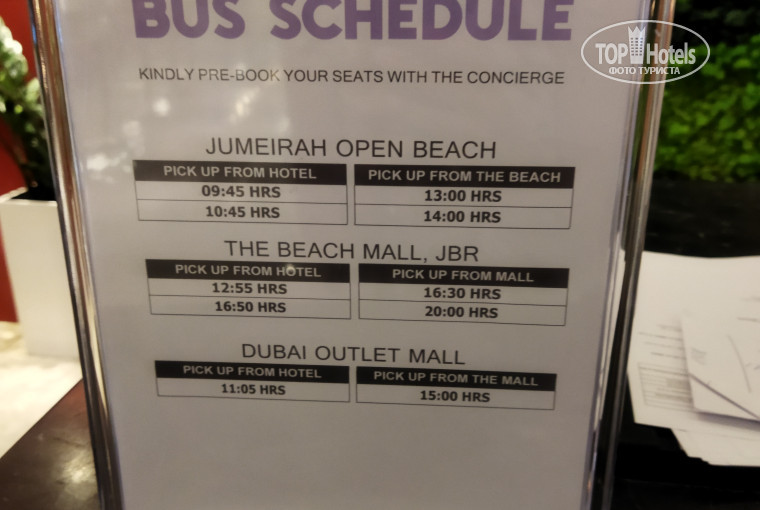 BUS SCHEDULE
TOPHotels
ФОТО ТУРИСТА
KINDLY PRE-BOOK YOUR SEATS WITH THE CONCIERGE
JUMEIRAH OPEN BEACH
PICK UP FROM HOTEL PICK UP FROM THE BEACH
09:45 HRS 13:00 HRS
10:45 HRS 14:00 HRS
THE BEACH MALL, JBR
PICK UP FROM HOTEL PICK UP FROM MALL
12:55 HRS 16:30 HRS
16:50 HRS 20:00 HRS
DUBAI OUTLET MALL
PICK UP FROM HOTEL PICK UP FROM THE MALL
11:05 HRS 15:00 HRS